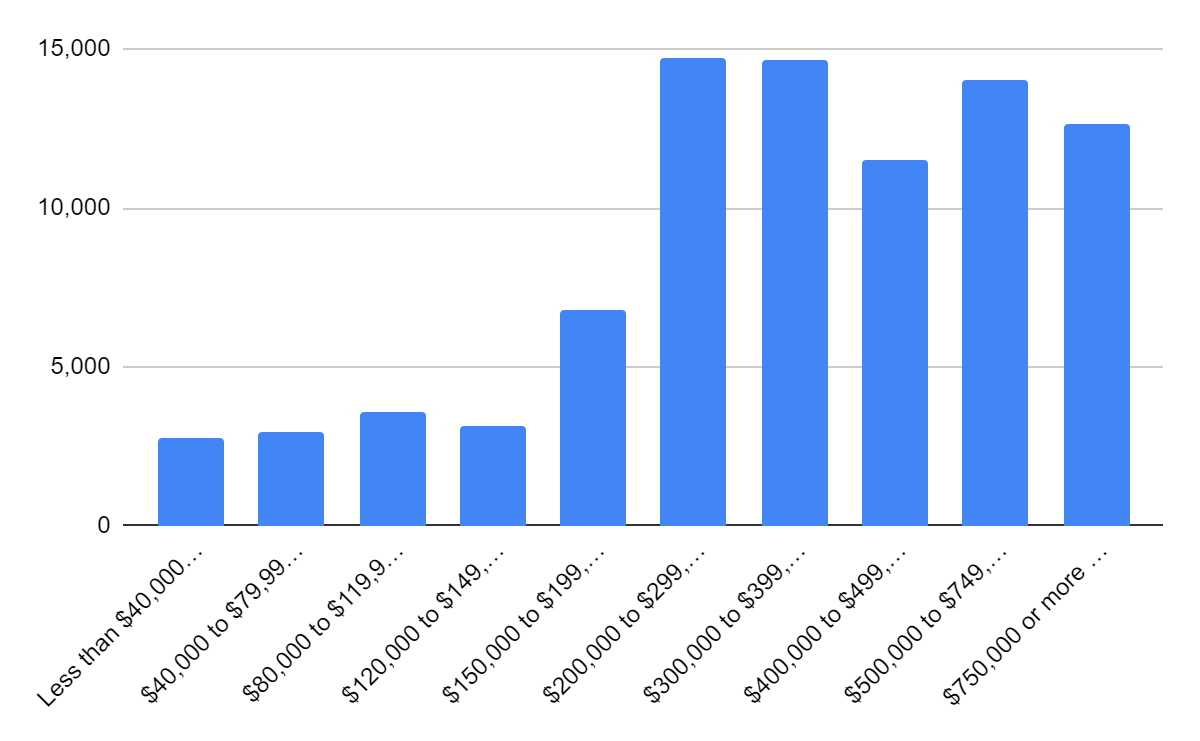 15,000
10,000
5,000
0
Less than $40,000…
$40,000 to $79,99…
$80,000 to $119,9…
$120,000 to $149,…
$150,000 to $199,…
$200,000 to $299,…
$300,000 to $399,…
$400,000 to $499,…
$500,000 to $749,…
$750,000 or more …